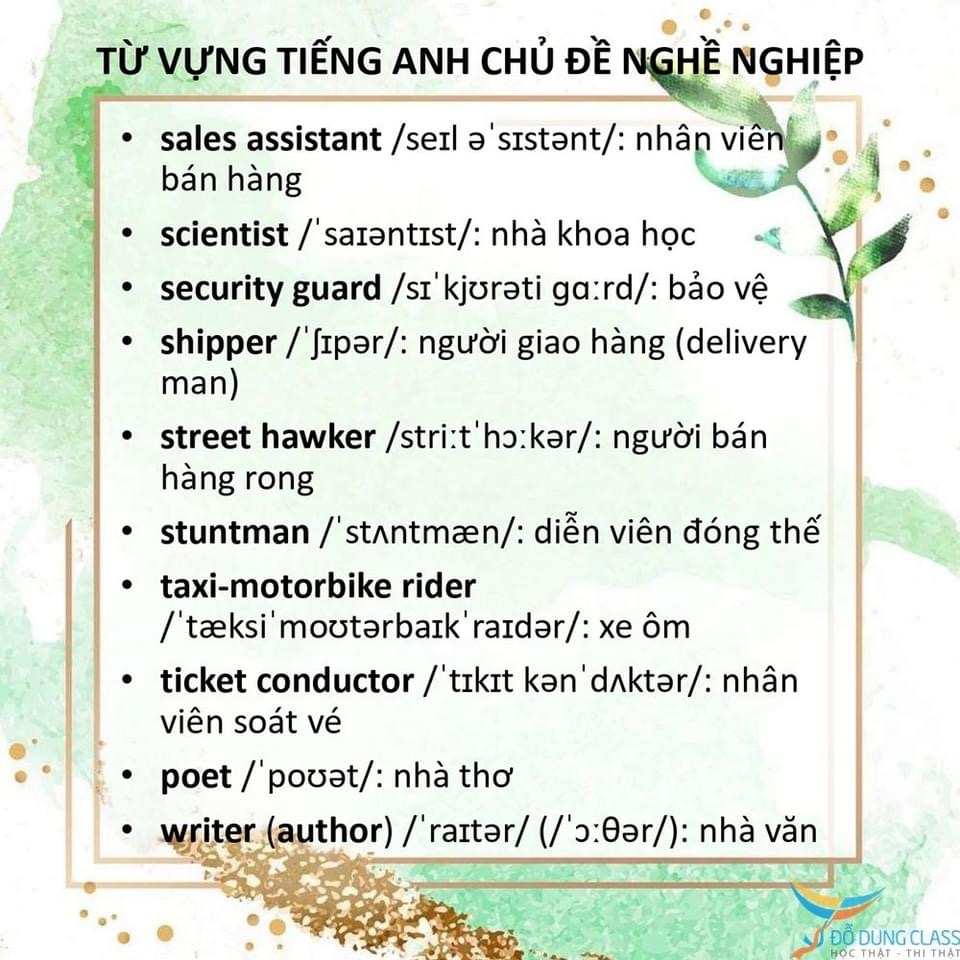 TỪ VỰNG TIẾNG ANH CHỦ ĐỀ NGHỀ NGHIỆP
• sales assistant /seɪl əˈsɪstənt/: nhân viên
bán hàng
• scientist /ˈsaɪəntɪst/: nhà khoa học
• security guard /sɪˈkjʊrəti ɡɑːrd/: bảo vệ
• shipper /ˈʃɪpər/: người giao hàng (delivery
man)
• street hawker /striːtˈhɔːkər/: người bán
hàng rong
• stuntman /ˈstʌntmæn/: diễn viên đóng thế
• taxi-motorbike rider
/ˈtæksiˈmoʊtərbaɪkˈraɪdər/: xe ôm
• ticket conductor /ˈtɪkɪt kənˈdʌktər/: nhân
viên soát vé
• poet /ˈpoʊət/: nhà thơ
• writer (author) /ˈraɪtər/ (/ˈɔːθər/): nhà văn
ĐỖ DUNG CLASS
HỌC THẬT - THI THẬT